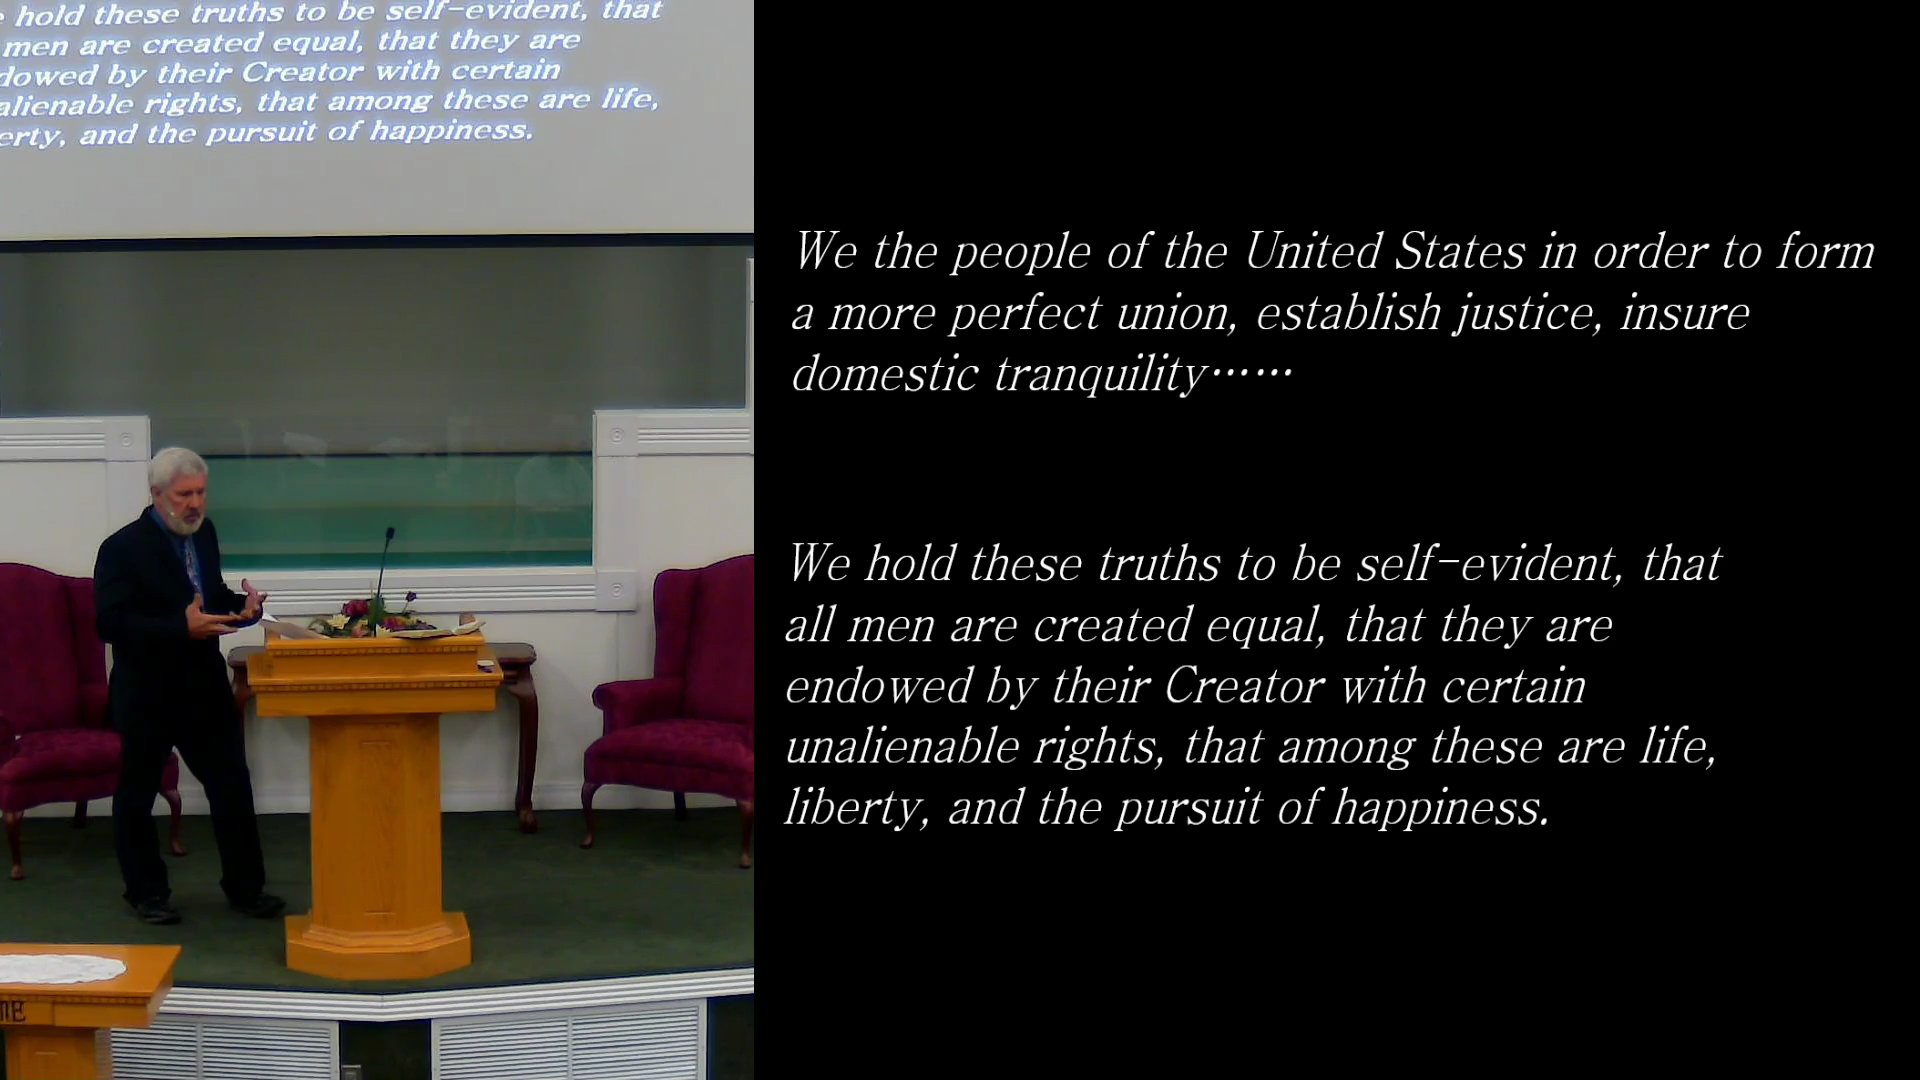 hold these truths to be self-evident, that
men are created equal, that they are
dowed by their Creator with certain
alienable rights, that among these are life,
erty, and the pursuit of happiness.
We the people of the United States in order to form
a more perfect union, establish justice, insure
domestic tranquility……
We hold these truths to be self-evident, that
all men are created equal, that they are
endowed by their Creator with certain
unalienable rights, that among these are life,
liberty, and the pursuit of happiness.